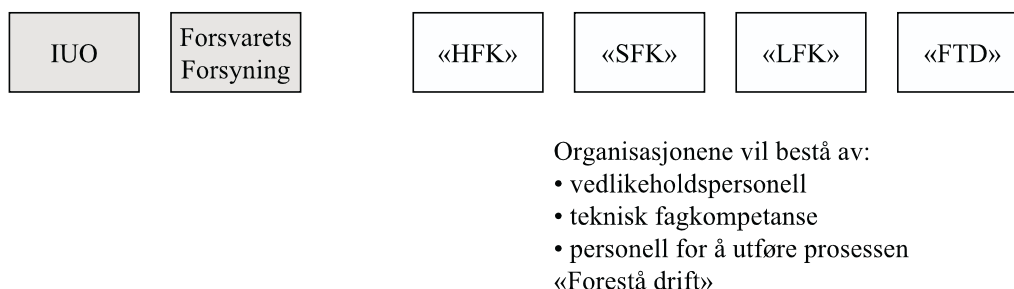 IUO
Forsvarets
Forsyning
«HFK»
«SFK»
«LFK»
«FTD»
Organisasjonene vil bestå av:
• vedlikeholdspersonell
• teknisk fagkompetanse
• personell for å utføre prosessen
«Forestå drift»